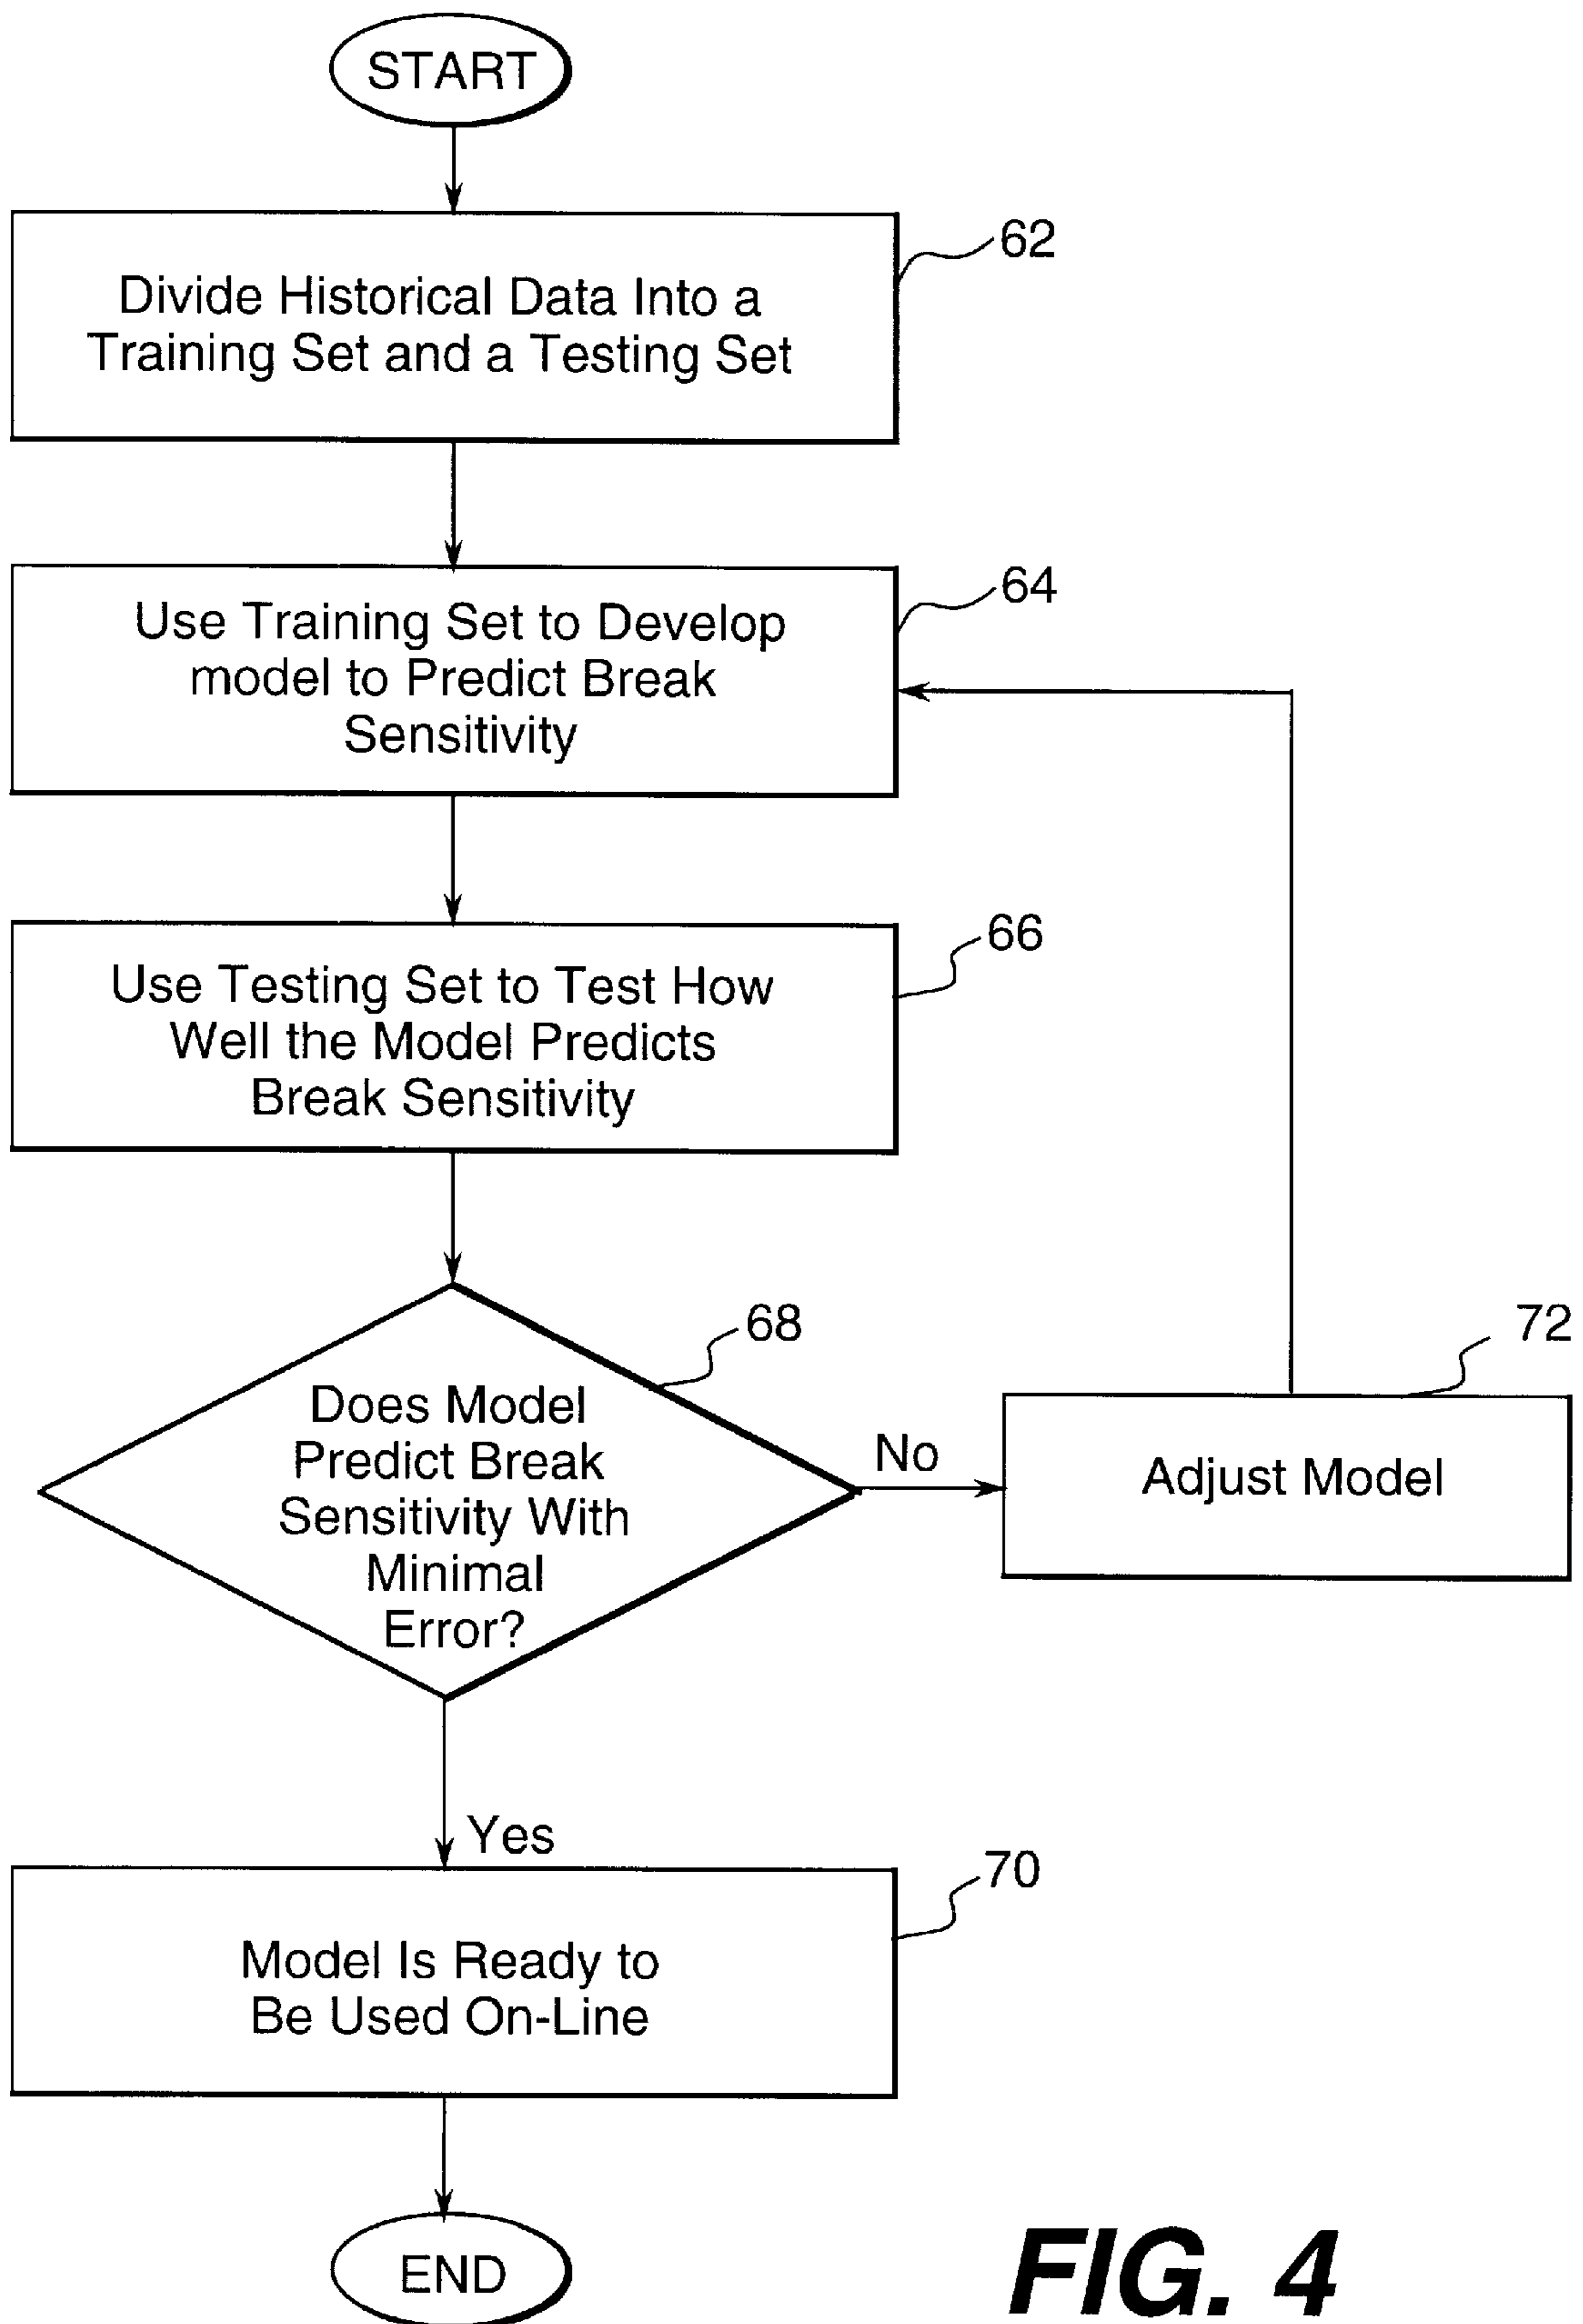 START
62
Divide Historical Data Into a
Training Set and a Testing Set
64
Use Training Set to Develop
model to Predict Break
Sensitivity
66
Use Testing Set to Test How
Well the Model Predicts
Break Sensitivity
68
Does Model
Predict Break
Sensitivity With
Minimal
Error?
No
72
Adjust Model
Yes
70
Model Is Ready to
Be Used On-Line
END
FIG. 4